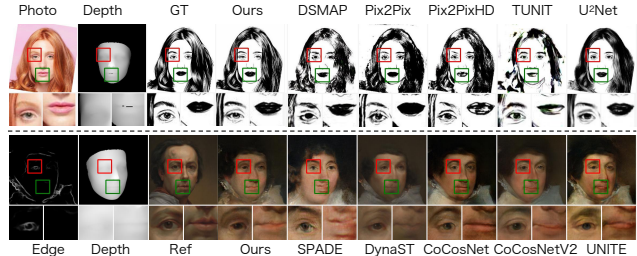 Photo Depth GT Ours DSMAP Pix2Pix Pix2PixHD TUNIT U²Net
Edge Depth Ref Ours SPADE DynaST CoCosNet CoCosNetV2 UNITE